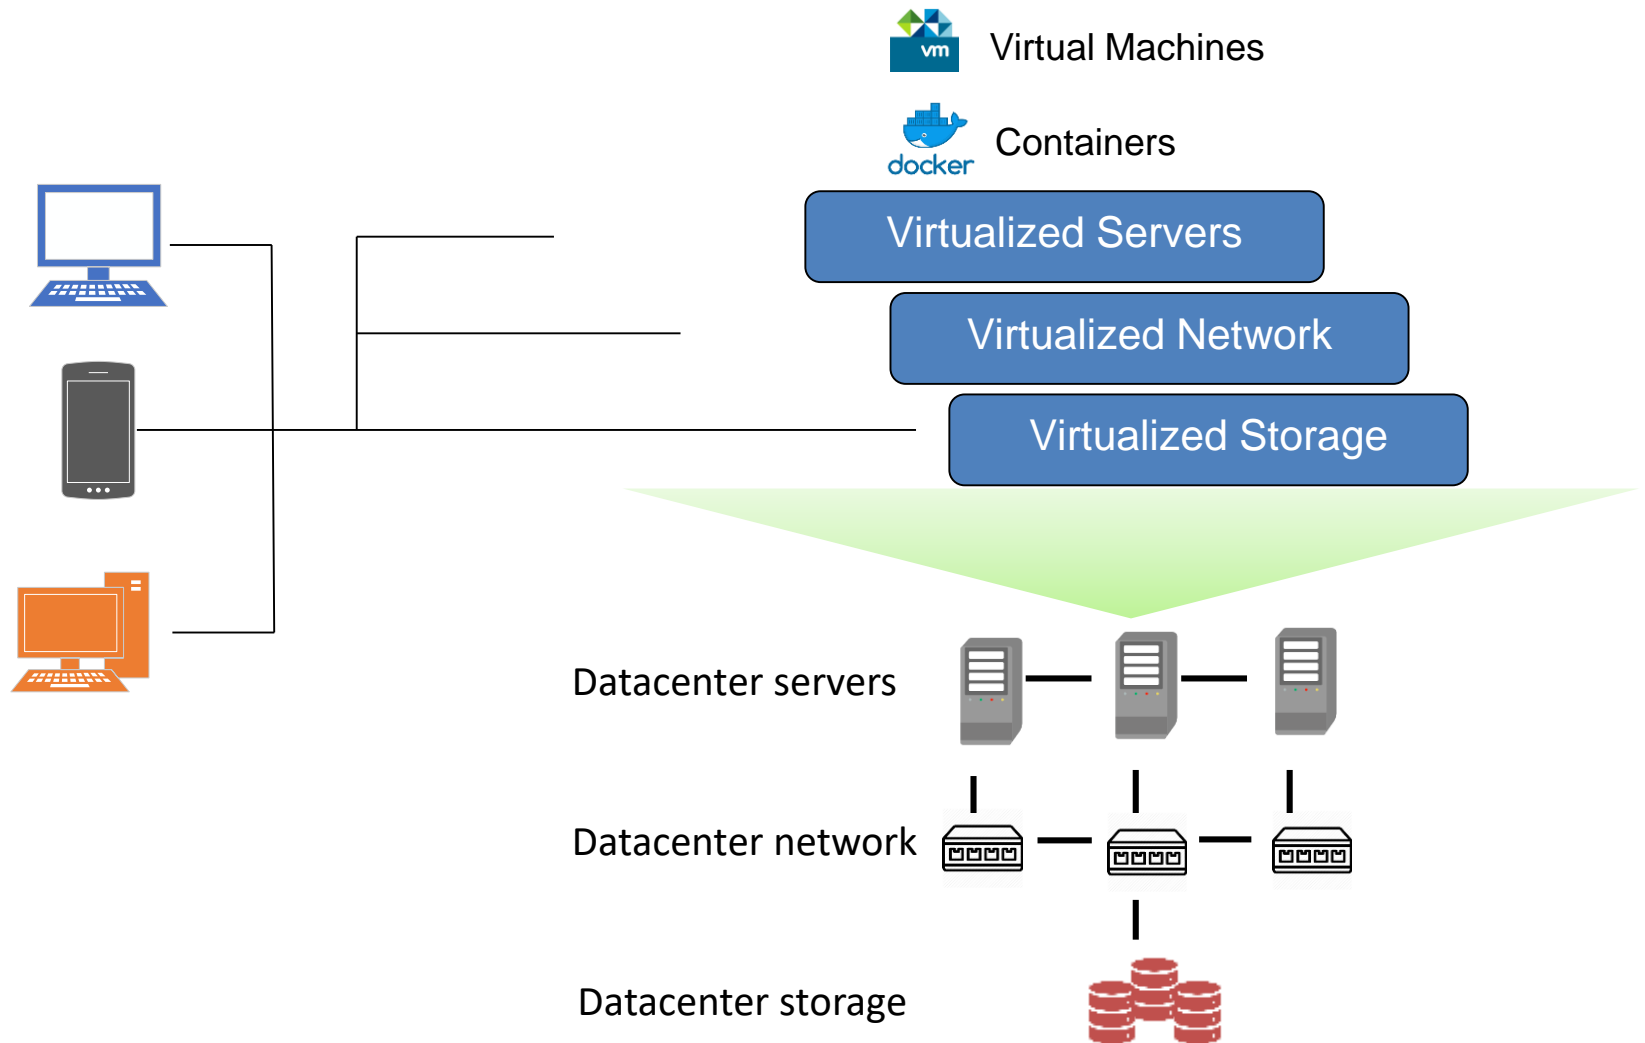 vm
Virtual Machines
docker
Containers
Virtualized Servers
Virtualized Network
Virtualized Storage
Datacenter servers
Datacenter network
Datacenter storage